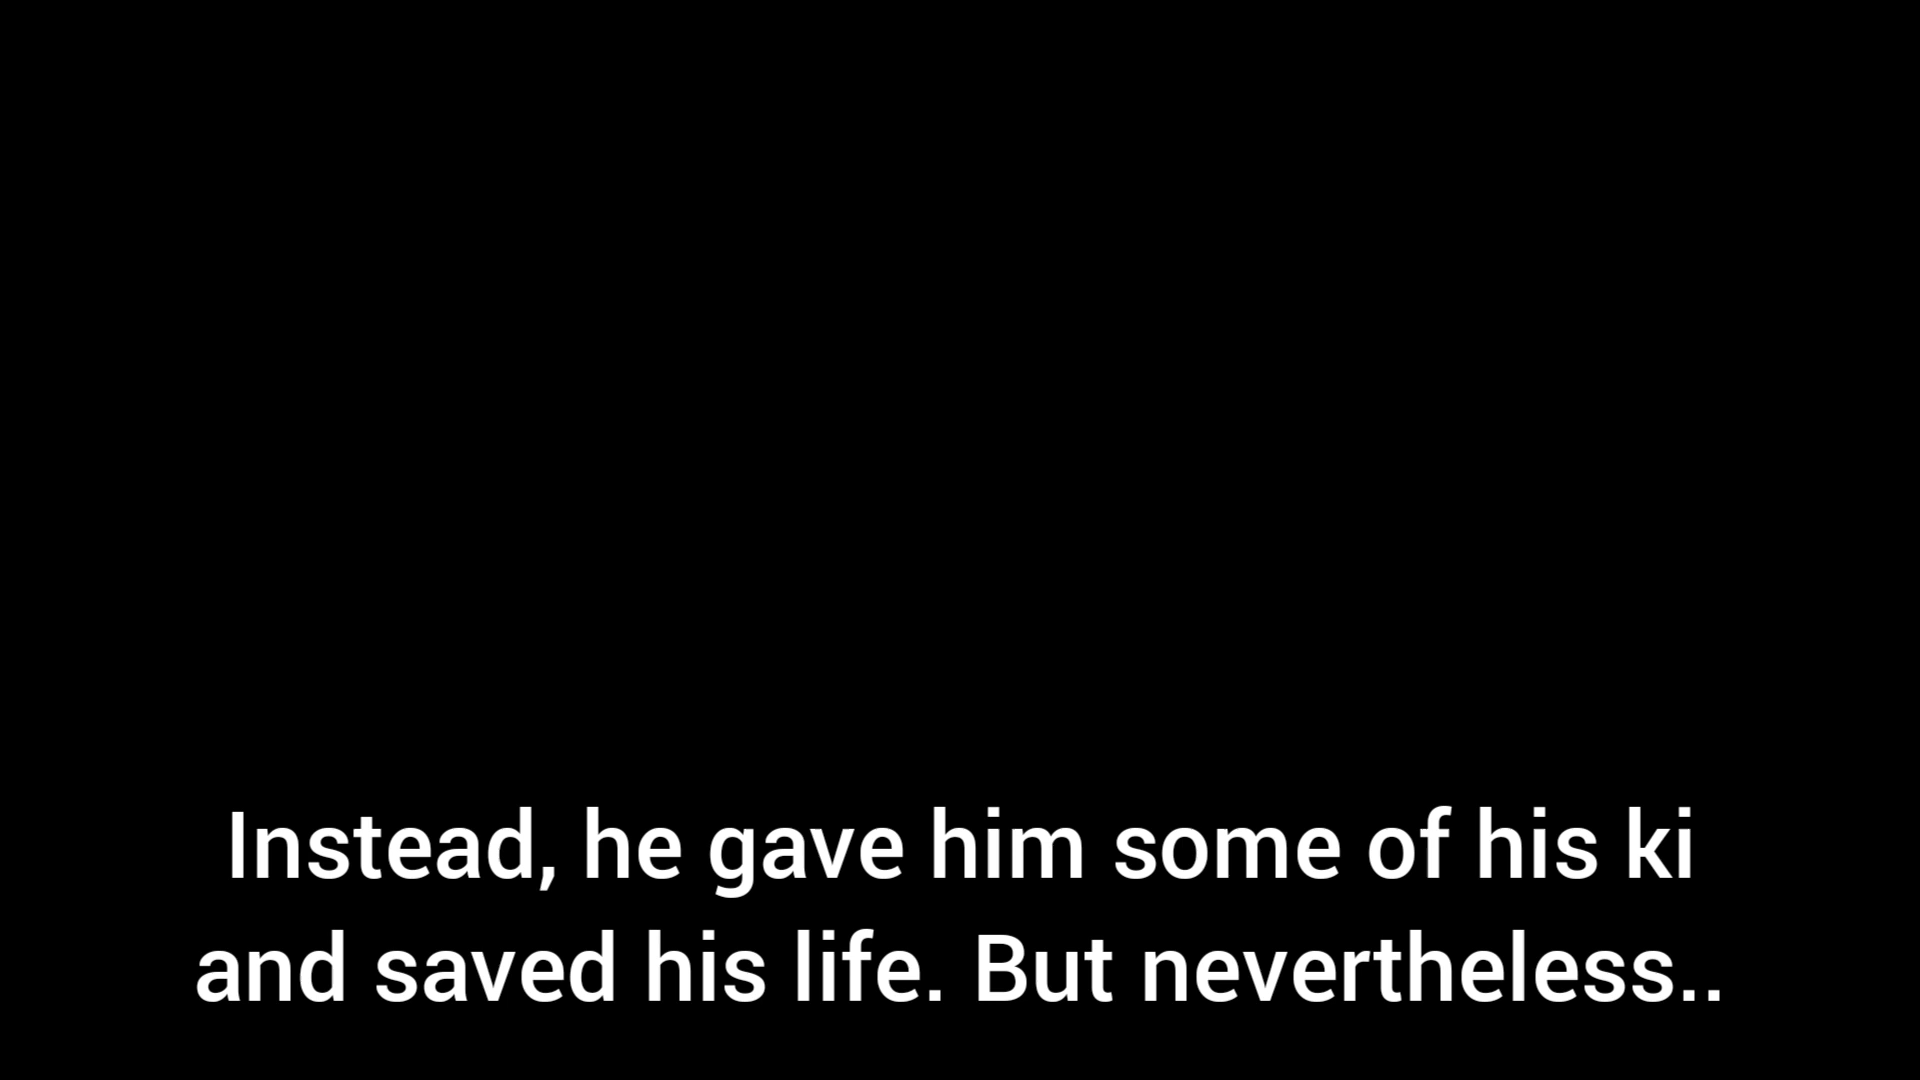 Instead, he gave him some of his ki
and saved his life. But nevertheless..